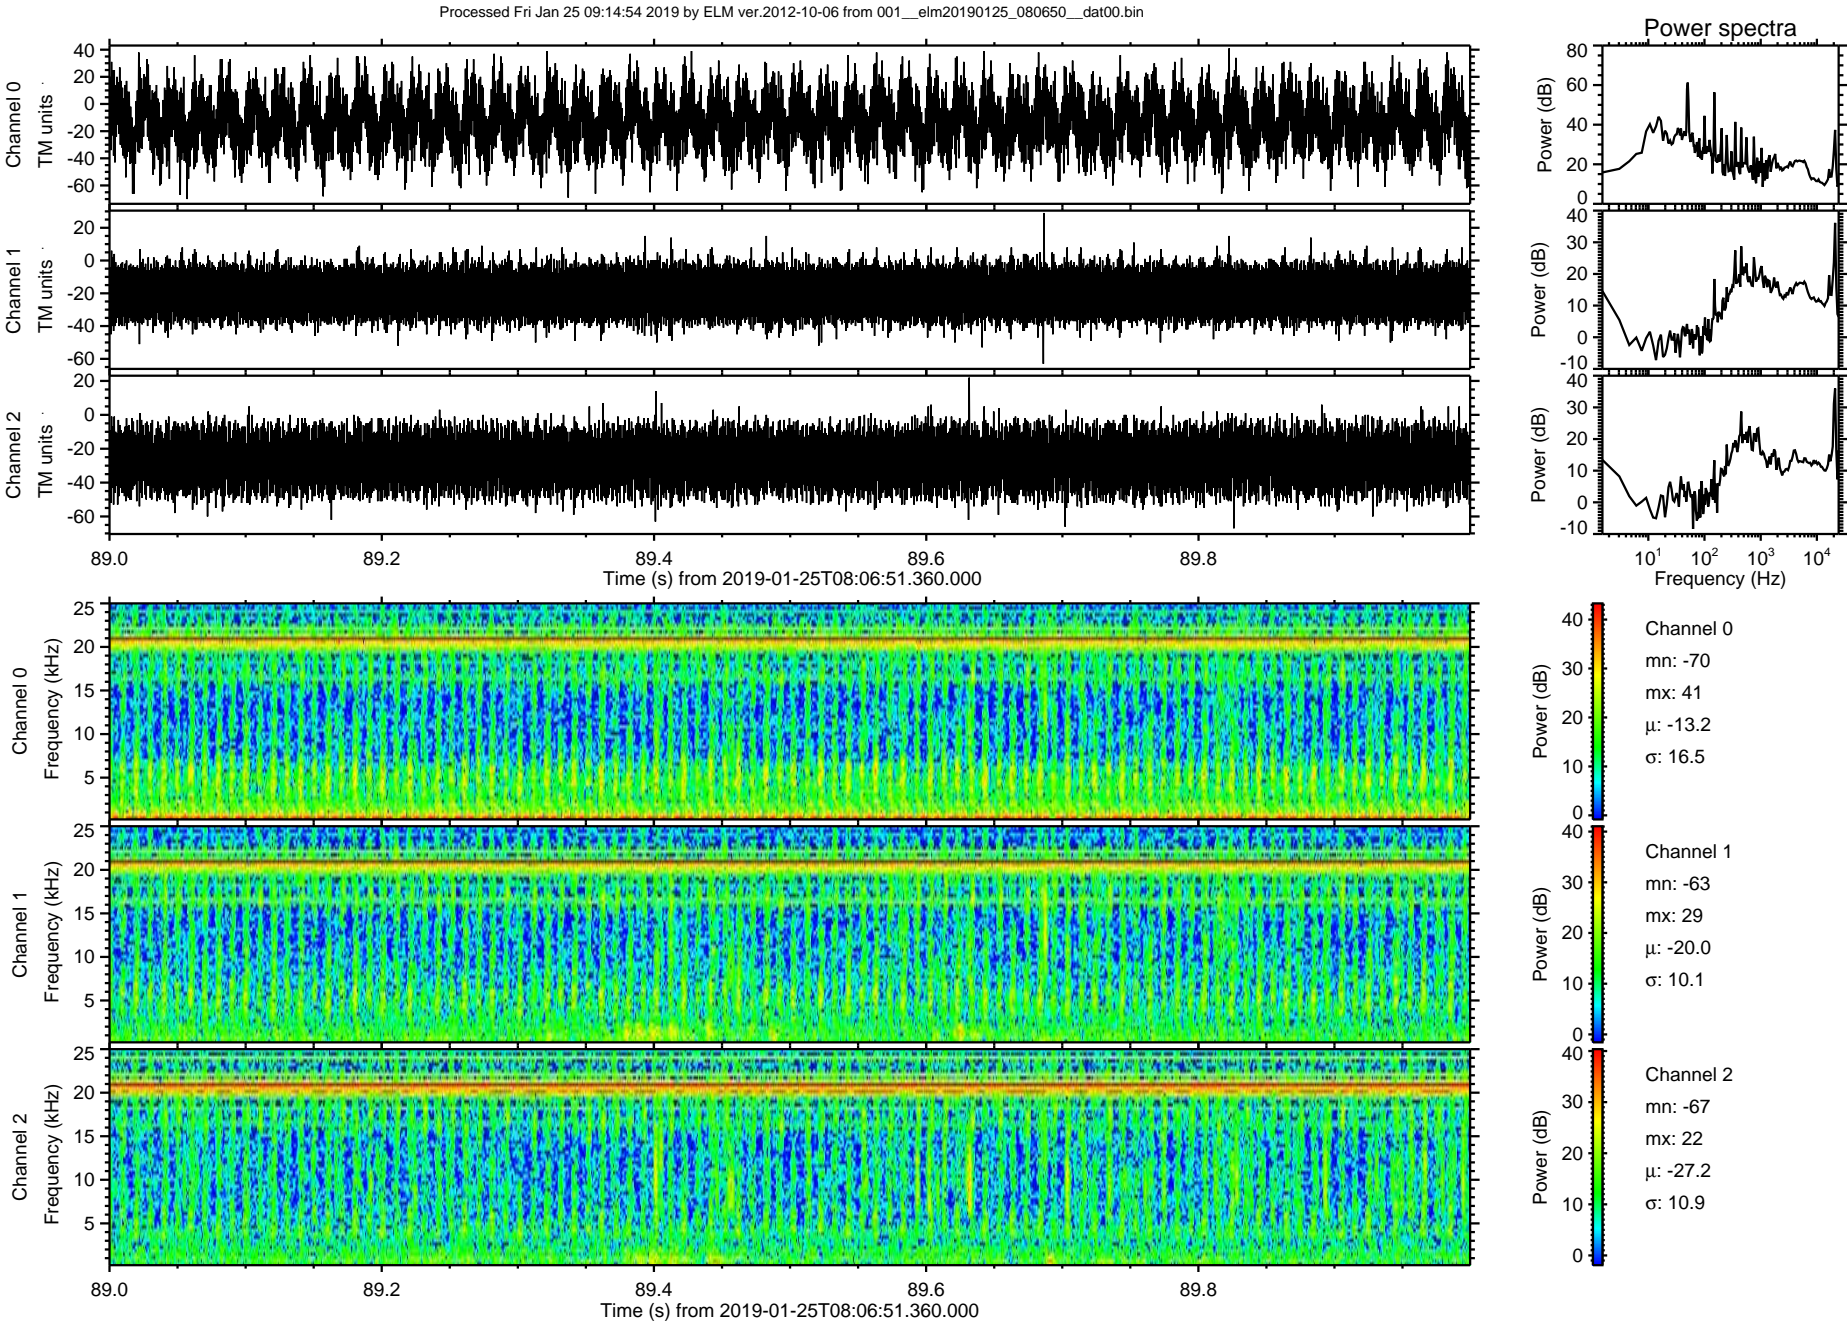 Processed Fri Jan 25 09:14:54 2019 by ELM ver.2012-10-06 from 001__elm20190125_080650__dat00.bin
Power spectra
Channel 0
TM units
40
20
0
-20
-40
-60
Power (dB)
80
60
40
20
0
Channel 1
TM units
20
0
-20
-40
-60
Power (dB)
40
30
20
10
0
-10
Channel 2
TM units
20
0
-20
-40
-60
Power (dB)
40
30
20
10
0
-10
89.0 89.2 89.4 89.6 89.8
Time (s) from 2019-01-25T08:06:51.360.000
10¹ 10² 10³ 10⁴
Frequency (Hz)
Channel 0
Frequency (kHz)
25
20
15
10
5
Power (dB)
40
30
20
10
0
Channel 0
mn: -70
mx: 41
μ: -13.2
σ: 16.5
Channel 1
Frequency (kHz)
25
20
15
10
5
Power (dB)
40
30
20
10
0
Channel 1
mn: -63
mx: 29
μ: -20.0
σ: 10.1
Channel 2
Frequency (kHz)
25
20
15
10
5
Power (dB)
40
30
20
10
0
Channel 2
mn: -67
mx: 22
μ: -27.2
σ: 10.9
89.0 89.2 89.4 89.6 89.8
Time (s) from 2019-01-25T08:06:51.360.000